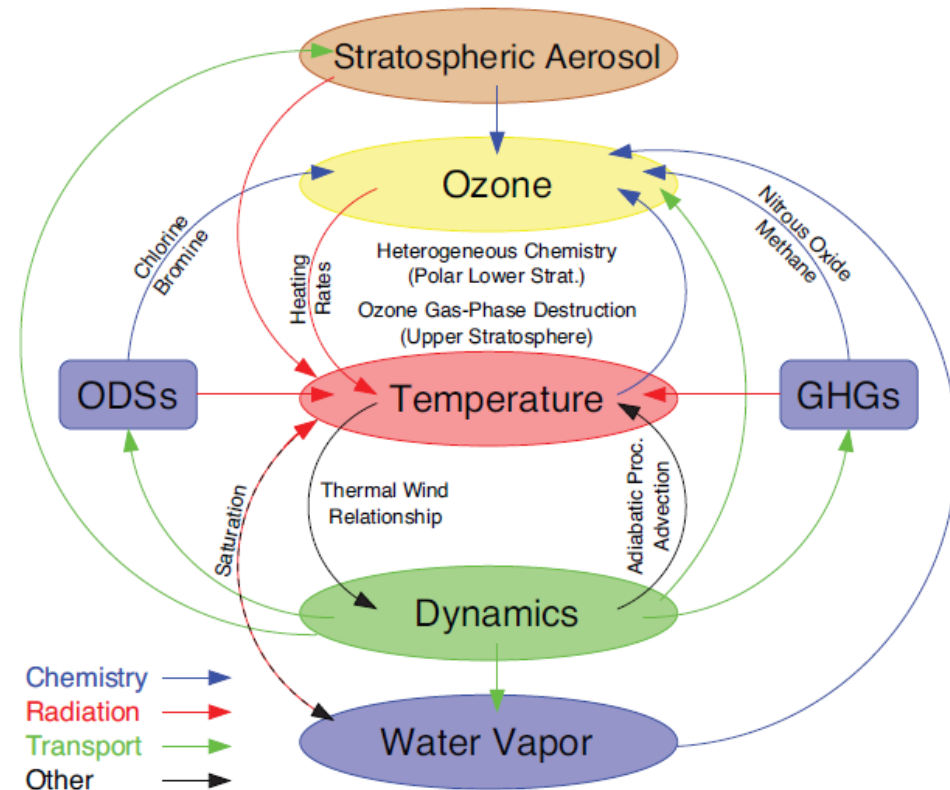 Stratospheric Aerosol
Ozone
Chlorine
Bromine
Nitrous Oxide
Methane
Heating
Rates
Heterogeneous Chemistry
(Polar Lower Strat.)
Ozone Gas-Phase Destruction
(Upper Stratosphere)
ODSs
Temperature
GHGs
Saturation
Thermal Wind
Relationship
Adiabatic Proc.
Advection
Dynamics
Water Vapor
Chemistry
Radiation
Transport
Other